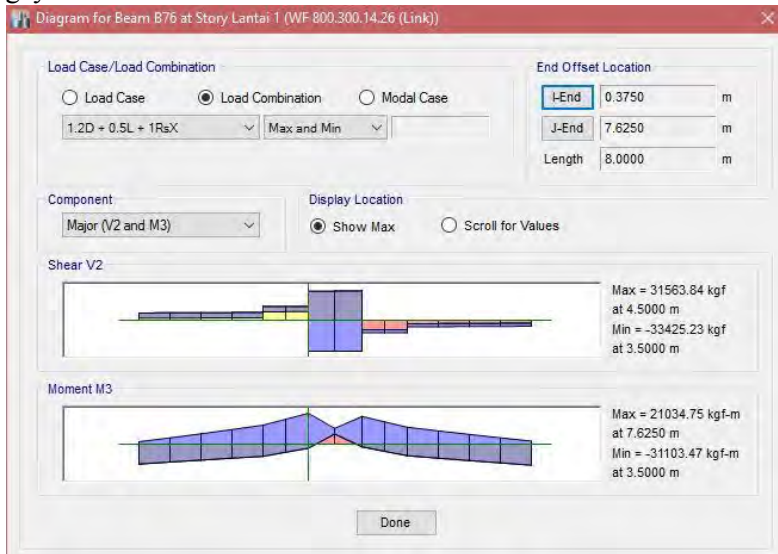 Diagram for Beam B76 at Story Lantai 1 (WF 800.300.14.26 (Link))
Load Case/Load Combination
Load Case Load Combination Modal Case
1.2D + 0.5L + 1RsX Max and Min
End Offset Location
I-End 0.3750 m
J-End 7.6250 m
Length 8.0000 m
Component
Major (V2 and M3)
Display Location
Show Max Scroll for Values
Shear V2
Max = 31563.84 kgf
at 4.5000 m
Min = -33425.23 kgf
at 3.5000 m
Moment M3
Max = 21034.75 kgf-m
at 7.6250 m
Min = -31103.47 kgf-m
at 3.5000 m
Done